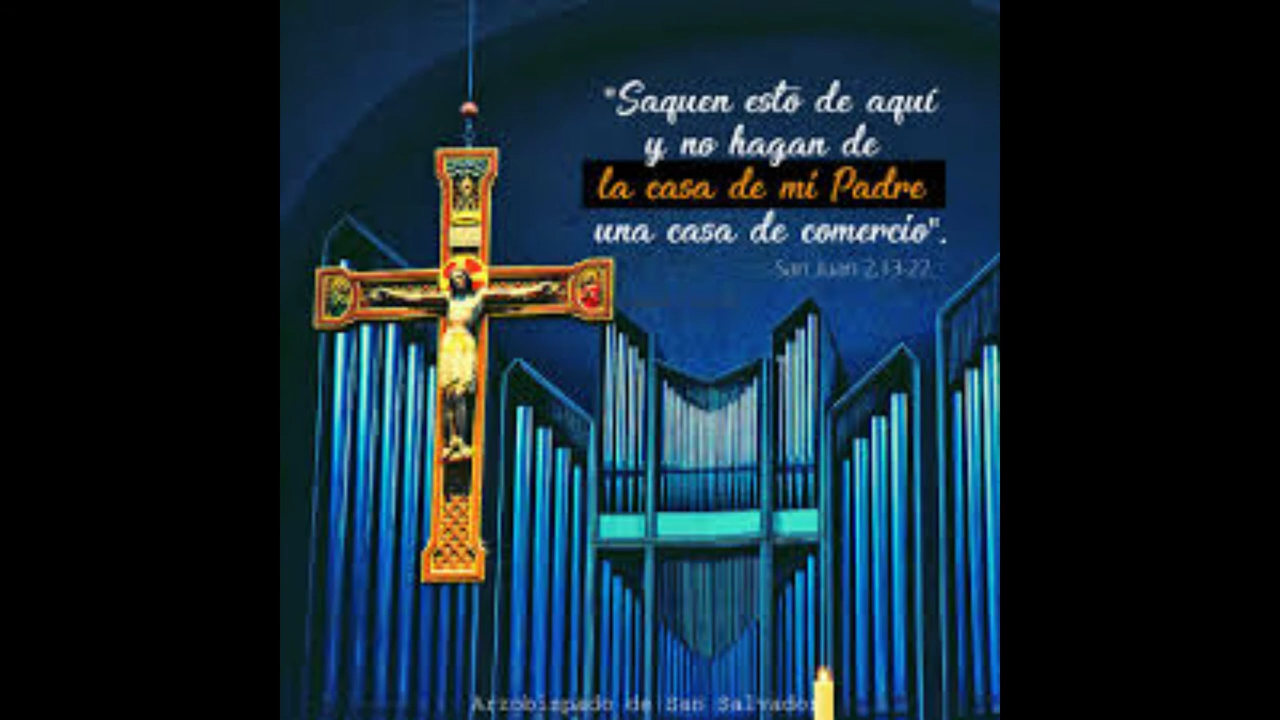 "Saquen esto de aquí
y no hagan de
la casa de mi Padre
una casa de comercio".
San Juan 2,13-22
Arzobispado de San Salvador